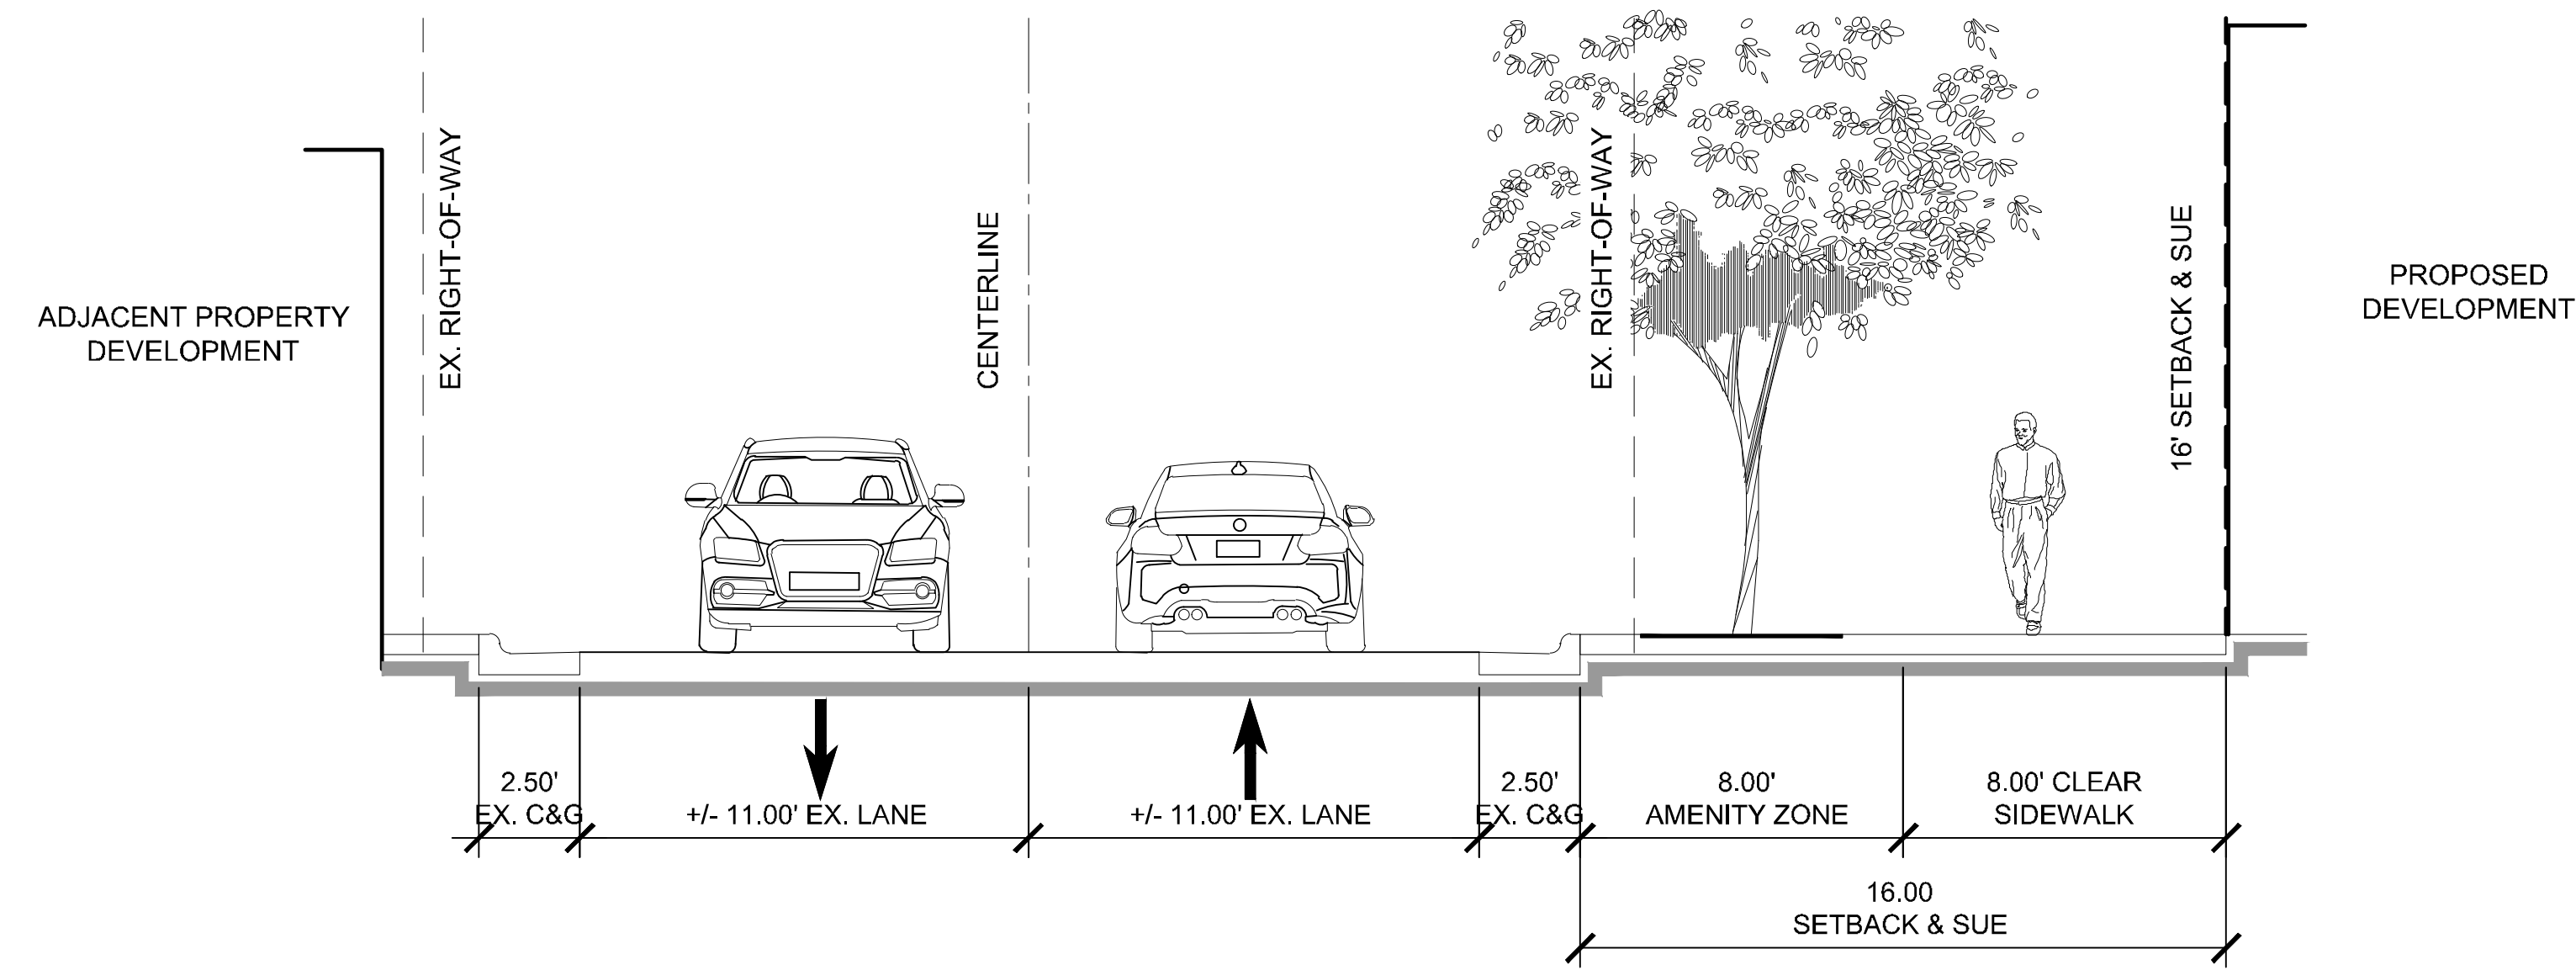 ADJACENT PROPERTY
DEVELOPMENT
EX. RIGHT-OF-WAY
CENTERLINE
EX. RIGHT-OF-WAY
16' SETBACK & SUE
PROPOSED
DEVELOPMENT
2.50'
EX. C&G
+/- 11.00' EX. LANE
+/- 11.00' EX. LANE
2.50'
EX. C&G
8.00'
AMENITY ZONE
8.00' CLEAR
SIDEWALK
16.00
SETBACK & SUE